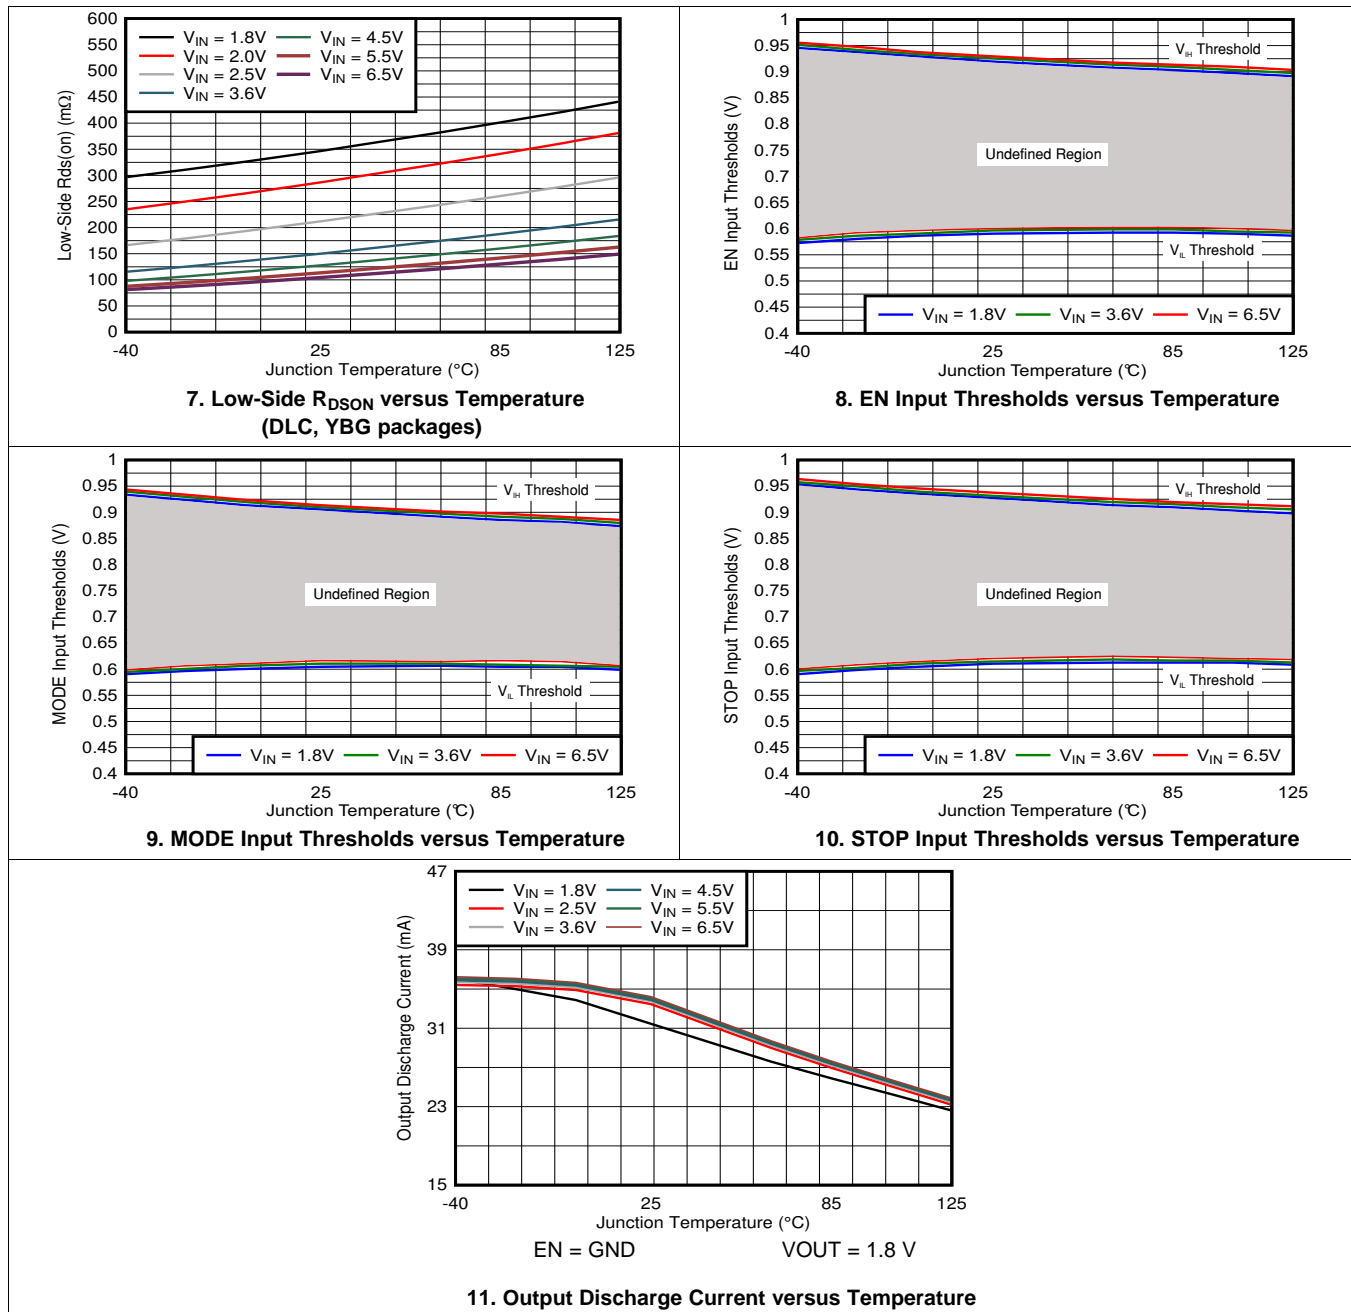 600
550
500
450
400
350
300
250
200
150
100
50
0
Low-Side Rds(on) (mΩ)
VIN = 1.8V
VIN = 2.0V
VIN = 2.5V
VIN = 3.6V
VIN = 4.5V
VIN = 5.5V
VIN = 6.5V
-40 25 85 125
Junction Temperature (°C)
7. Low-Side RDSON versus Temperature
(DLC, YBG packages)
1
0.95
0.9
0.85
0.8
0.75
0.7
0.65
0.6
0.55
0.5
0.45
0.4
EN Input Thresholds (V)
VIH Threshold
Undefined Region
VIL Threshold
VIN = 1.8V VIN = 3.6V VIN = 6.5V
-40 25 85 125
Junction Temperature (°C)
8. EN Input Thresholds versus Temperature
1
0.95
0.9
0.85
0.8
0.75
0.7
0.65
0.6
0.55
0.5
0.45
0.4
MODE Input Thresholds (V)
VIH Threshold
Undefined Region
VIL Threshold
VIN = 1.8V VIN = 3.6V VIN = 6.5V
-40 25 85 125
Junction Temperature (°C)
9. MODE Input Thresholds versus Temperature
1
0.95
0.9
0.85
0.8
0.75
0.7
0.65
0.6
0.55
0.5
0.45
0.4
STOP Input Thresholds (V)
VIH Threshold
Undefined Region
VIL Threshold
VIN = 1.8V VIN = 3.6V VIN = 6.5V
-40 25 85 125
Junction Temperature (°C)
10. STOP Input Thresholds versus Temperature
47
39
31
23
15
Output Discharge Current (mA)
VIN = 1.8V
VIN = 2.5V
VIN = 3.6V
VIN = 4.5V
VIN = 5.5V
VIN = 6.5V
-40 25 85 125
Junction Temperature (°C)
EN = GND VOUT = 1.8 V
11. Output Discharge Current versus Temperature